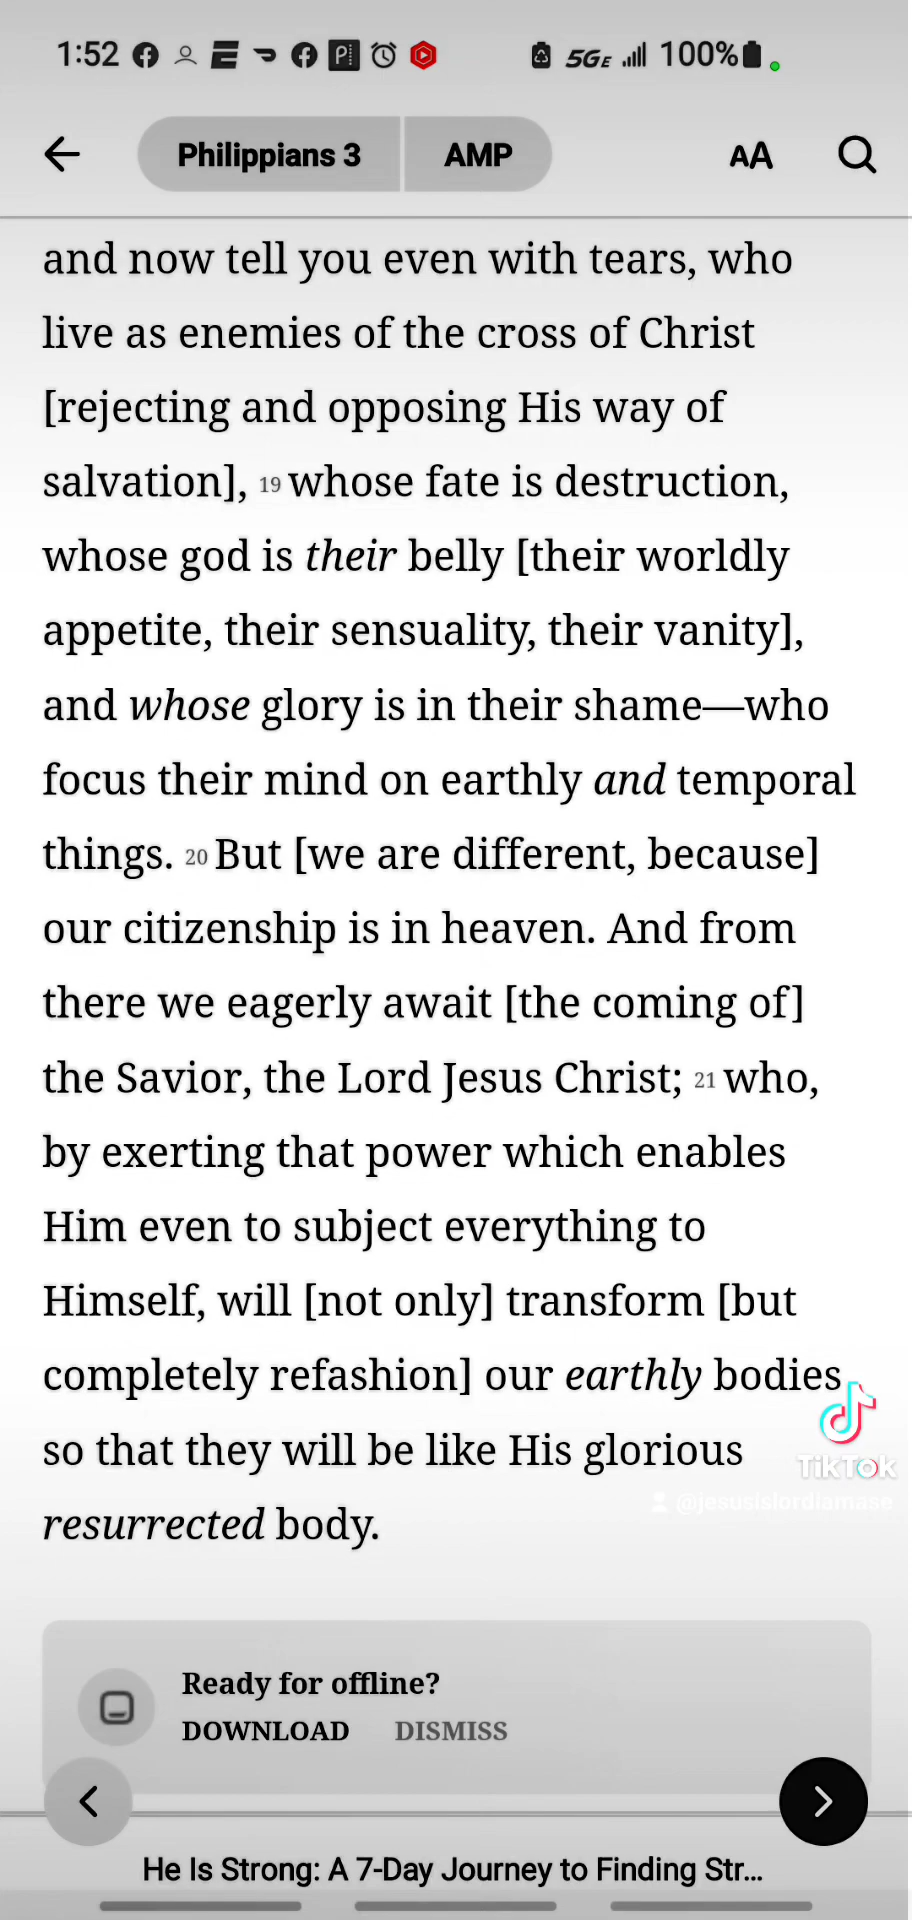 1:52 5GE 100%
Philippians 3 AMP AA
and now tell you even with tears, who
live as enemies of the cross of Christ
[rejecting and opposing His way of
salvation], 19 whose fate is destruction,
whose god is their belly [their worldly
appetite, their sensuality, their vanity],
and whose glory is in their shame—who
focus their mind on earthly and temporal
things. 20 But [we are different, because]
our citizenship is in heaven. And from
there we eagerly await [the coming of]
the Savior, the Lord Jesus Christ; 21 who,
by exerting that power which enables
Him even to subject everything to
Himself, will [not only] transform [but
completely refashion] our earthly bodies
so that they will be like His glorious
resurrected body.
TikTok
@jesusislordiamase
Ready for offline?
DOWNLOAD DISMISS
He Is Strong: A 7-Day Journey to Finding Str...